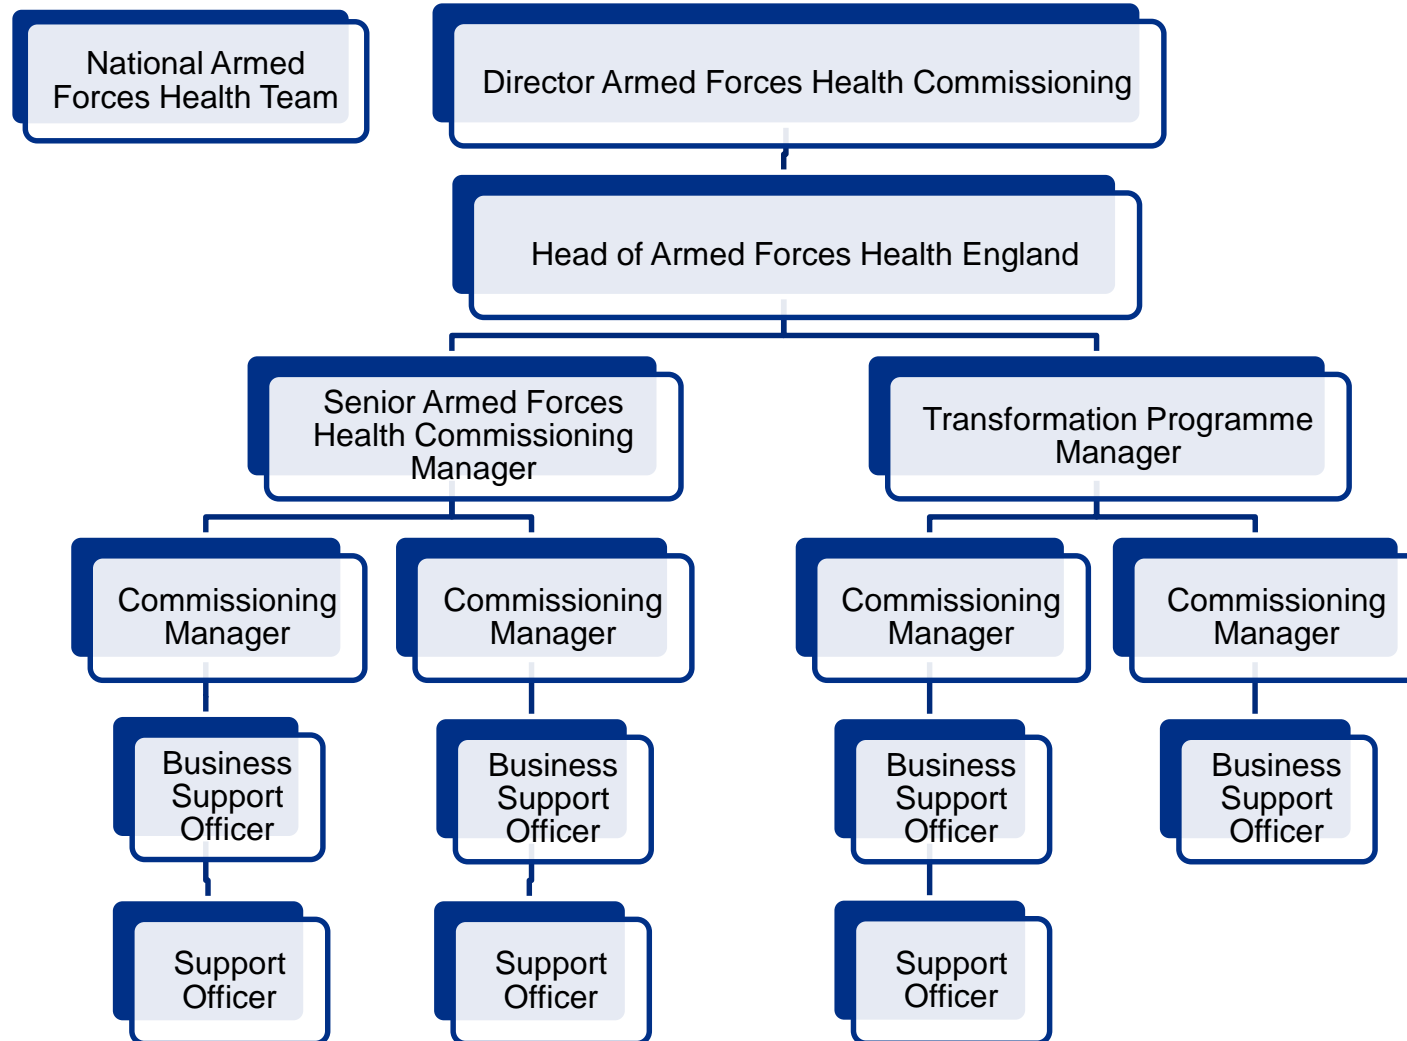 National Armed
Forces Health Team
Director Armed Forces Health Commissioning
Head of Armed Forces Health England
Senior Armed Forces
Health Commissioning
Manager
Transformation Programme
Manager
Commissioning
Manager
Commissioning
Manager
Commissioning
Manager
Commissioning
Manager
Business
Support
Officer
Business
Support
Officer
Business
Support
Officer
Business
Support
Officer
Support
Officer
Support
Officer
Support
Officer